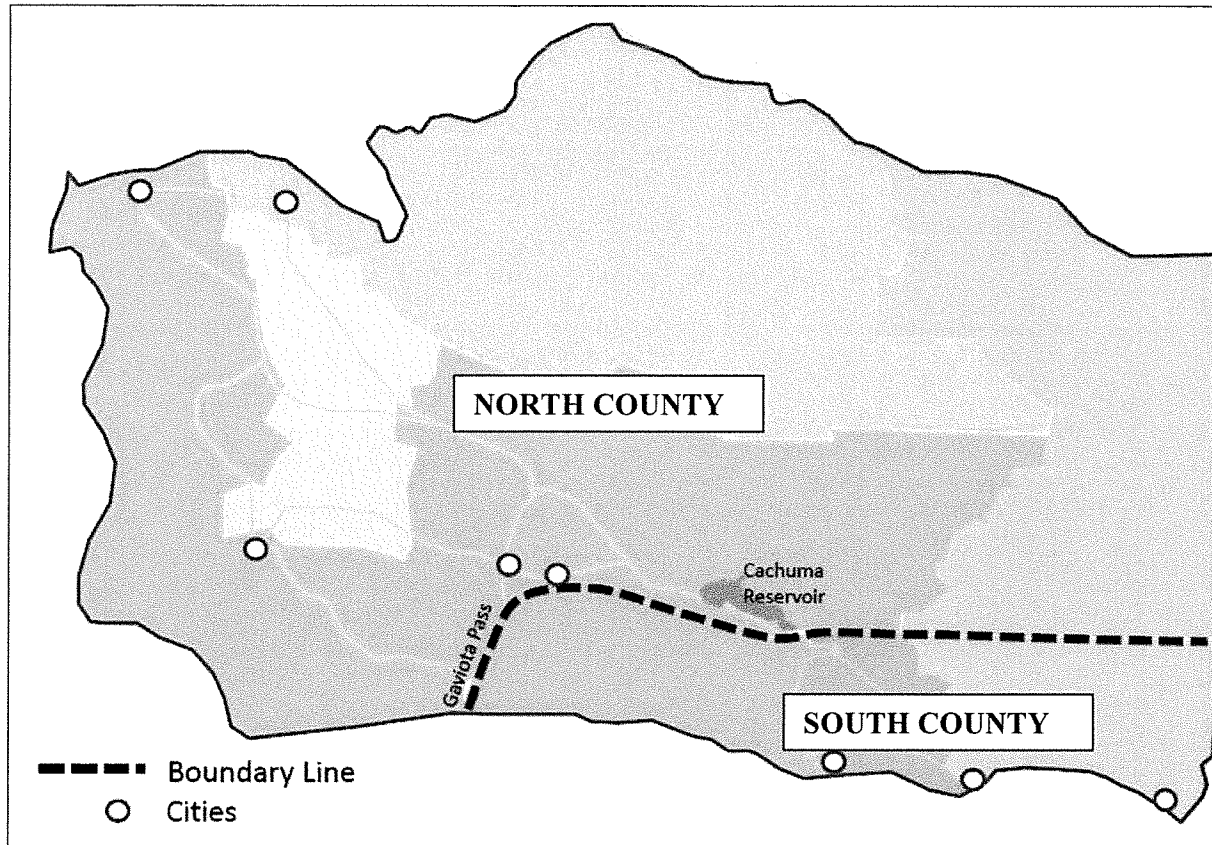 NORTH COUNTY
Cachuma
Reservoir
Gaviota Pass
SOUTH COUNTY
Boundary Line
Cities